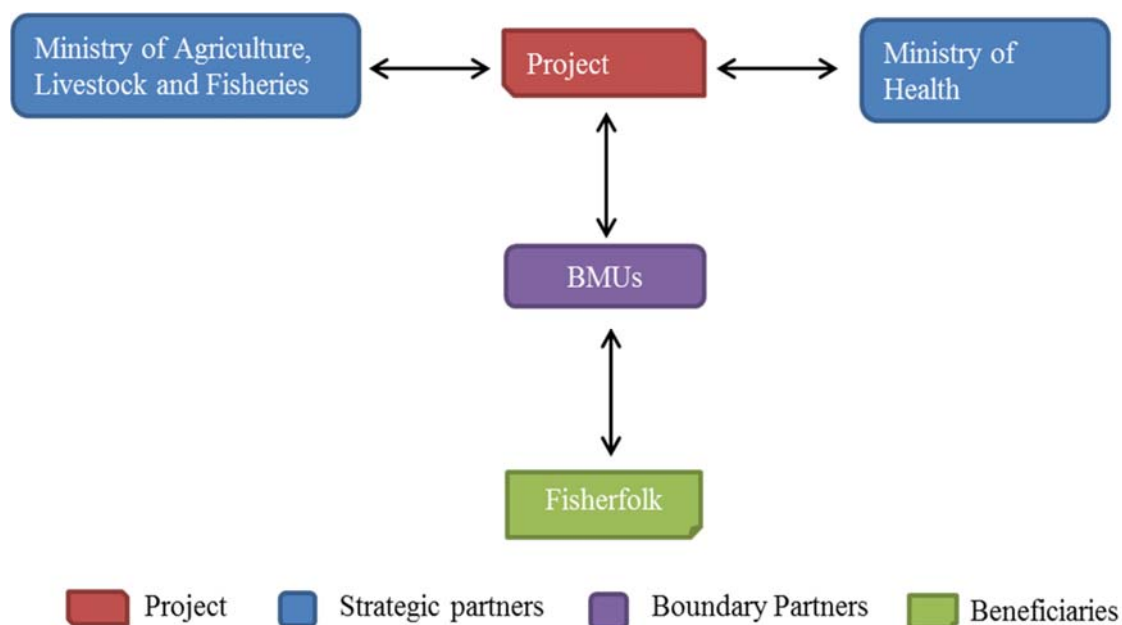 Ministry of Agriculture,
Livestock and Fisheries
Project
Ministry of
Health
BMUs
Fisherfolk
Project
Strategic partners
Boundary Partners
Beneficiaries